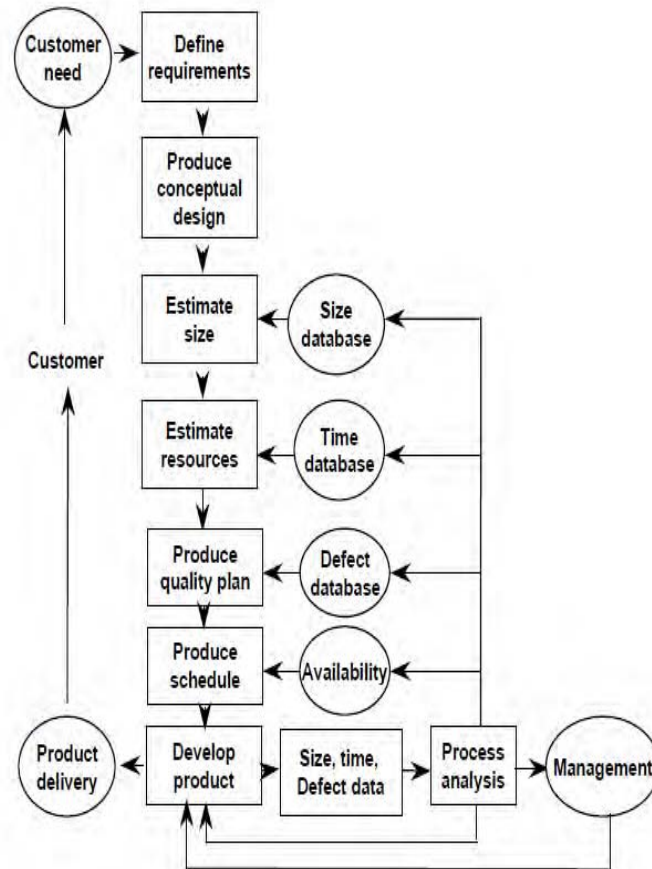 Customer
need
Define
requirements
Produce
conceptual
design
Estimate
size
Size
database
Customer
Estimate
resources
Time
database
Produce
quality plan
Defect
database
Produce
schedule
Availability
Product
delivery
Develop
product
Size, time,
Defect data
Process
analysis
Management